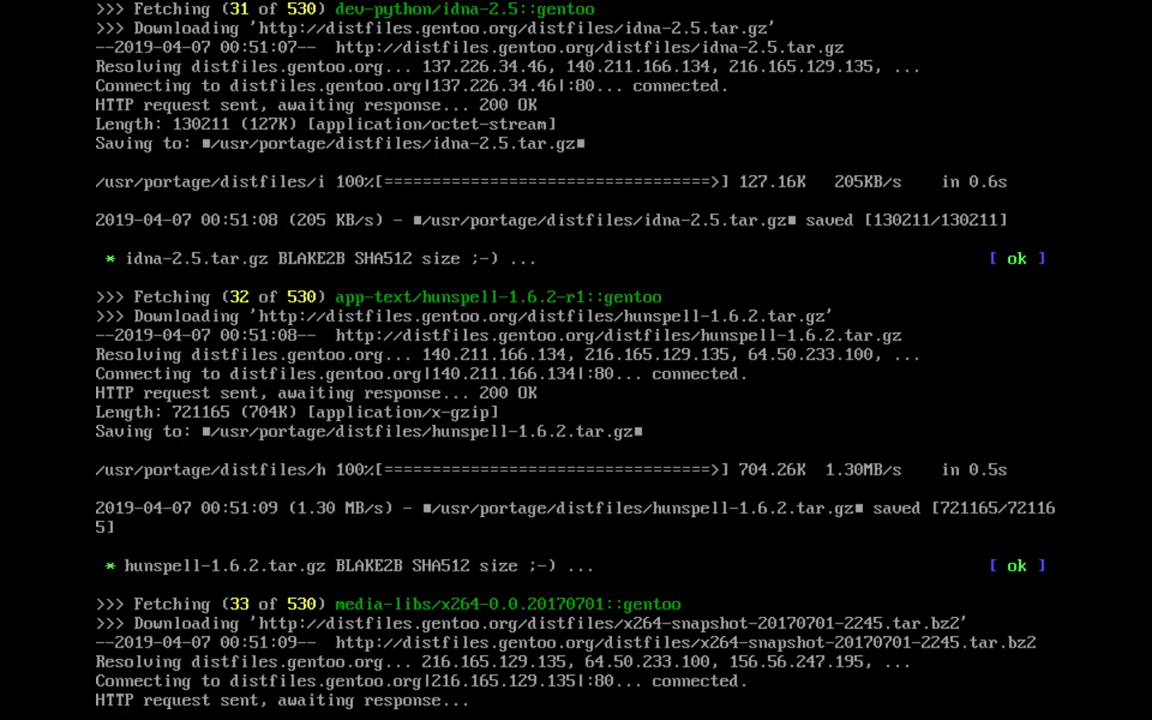 >>> Fetching (31 of 530) dev-python/idna-2.5::gentoo
>>> Downloading 'http://distfiles.gentoo.org/distfiles/idna-2.5.tar.gz'
--2019-04-07 00:51:07--  http://distfiles.gentoo.org/distfiles/idna-2.5.tar.gz
Resolving distfiles.gentoo.org... 137.226.34.46, 140.211.166.134, 216.165.129.135, ...
Connecting to distfiles.gentoo.org|137.226.34.46|:80... connected.
HTTP request sent, awaiting response... 200 OK
Length: 130211 (127K) [application/octet-stream]
Saving to: ■/usr/portage/distfiles/idna-2.5.tar.gz■
/usr/portage/distfiles/i 100%[==================================>] 127.16K   205KB/s    in 0.6s
2019-04-07 00:51:08 (205 KB/s) - ■/usr/portage/distfiles/idna-2.5.tar.gz■ saved [130211/130211]
* idna-2.5.tar.gz BLAKE2B SHA512 size ;-) ... [ ok ]
>>> Fetching (32 of 530) app-text/hunspell-1.6.2-r1::gentoo
>>> Downloading 'http://distfiles.gentoo.org/distfiles/hunspell-1.6.2.tar.gz'
--2019-04-07 00:51:08--  http://distfiles.gentoo.org/distfiles/hunspell-1.6.2.tar.gz
Resolving distfiles.gentoo.org... 140.211.166.134, 216.165.129.135, 64.50.233.100, ...
Connecting to distfiles.gentoo.org|140.211.166.134|:80... connected.
HTTP request sent, awaiting response... 200 OK
Length: 721165 (704K) [application/x-gzip]
Saving to: ■/usr/portage/distfiles/hunspell-1.6.2.tar.gz■
/usr/portage/distfiles/h 100%[==================================>] 704.26K  1.30MB/s    in 0.5s
2019-04-07 00:51:09 (1.30 MB/s) - ■/usr/portage/distfiles/hunspell-1.6.2.tar.gz■ saved [721165/72116
5]
* hunspell-1.6.2.tar.gz BLAKE2B SHA512 size ;-) ... [ ok ]
>>> Fetching (33 of 530) media-libs/x264-0.0.20170701::gentoo
>>> Downloading 'http://distfiles.gentoo.org/distfiles/x264-snapshot-20170701-2245.tar.bz2'
--2019-04-07 00:51:09--  http://distfiles.gentoo.org/distfiles/x264-snapshot-20170701-2245.tar.bz2
Resolving distfiles.gentoo.org... 216.165.129.135, 64.50.233.100, 156.56.247.195, ...
Connecting to distfiles.gentoo.org|216.165.129.135|:80... connected.
HTTP request sent, awaiting response...